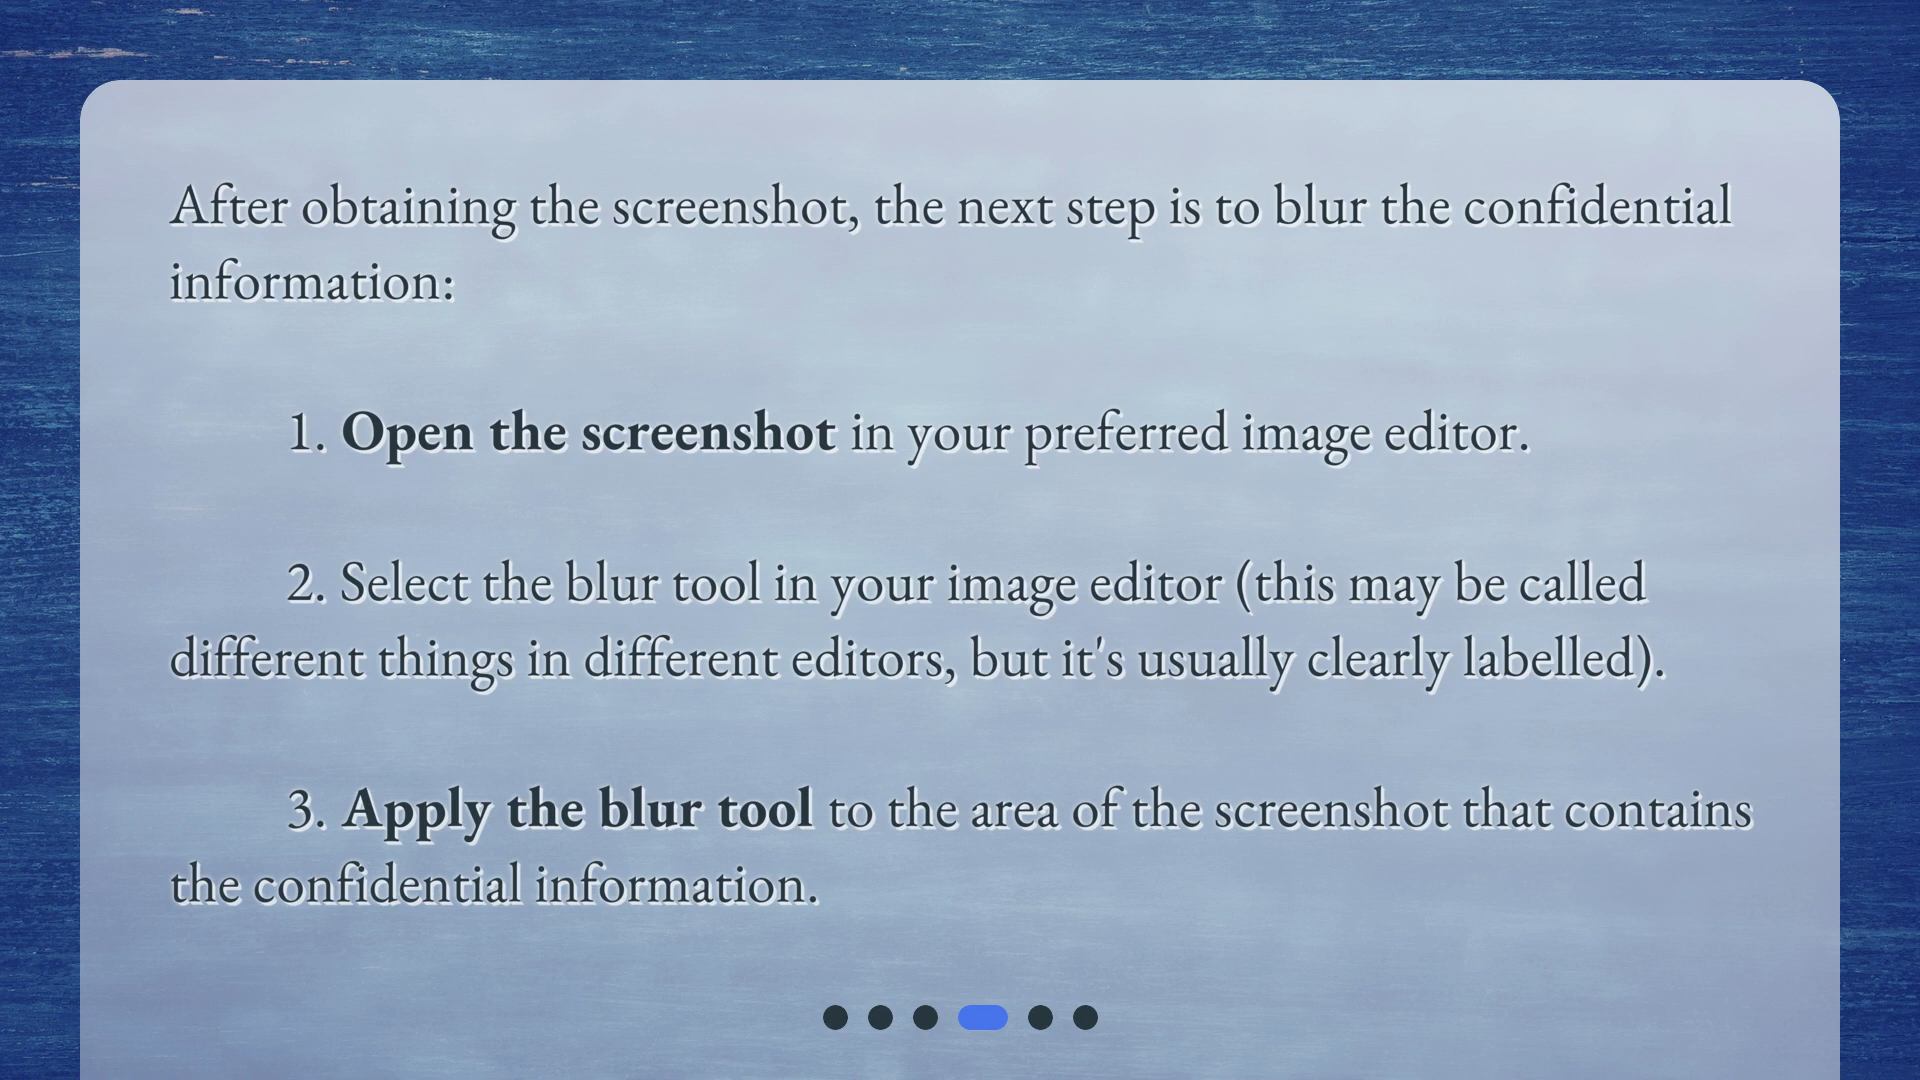 After obtaining the screenshot, the next step is to blur the confidential
information:
1. Open the screenshot in your preferred image editor.
2. Select the blur tool in your image editor (this may be called
different things in different editors, but it's usually clearly labelled).
3. Apply the blur tool to the area of the screenshot that contains
the confidential information.